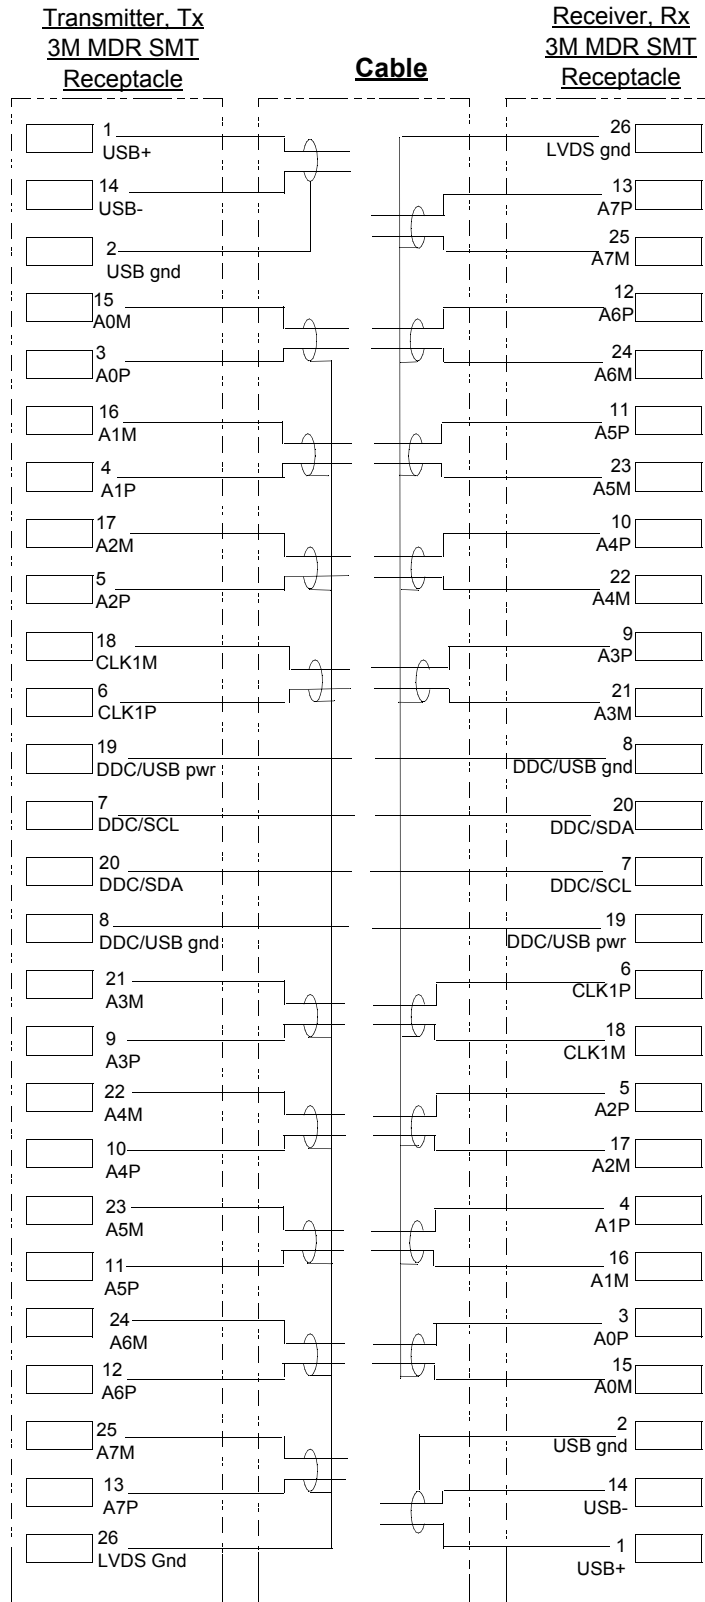 Transmitter, Tx
3M MDR SMT
Receptacle
Cable
Receiver, Rx
3M MDR SMT
Receptacle
1
USB+
14
USB-
2
USB gnd
15
A0M
3
A0P
16
A1M
4
A1P
17
A2M
5
A2P
18
CLK1M
6
CLK1P
19
DDC/USB pwr
7
DDC/SCL
20
DDC/SDA
8
DDC/USB gnd
21
A3M
9
A3P
22
A4M
10
A4P
23
A5M
11
A5P
24
A6M
12
A6P
25
A7M
13
A7P
26
LVDS Gnd
26
LVDS gnd
13
A7P
25
A7M
12
A6P
24
A6M
11
A5P
23
A5M
10
A4P
22
A4M
9
A3P
21
A3M
8
DDC/USB gnd
20
DDC/SDA
7
DDC/SCL
19
DDC/USB pwr
6
CLK1P
18
CLK1M
5
A2P
17
A2M
4
A1P
16
A1M
3
A0P
15
A0M
2
USB gnd
14
USB-
1
USB+